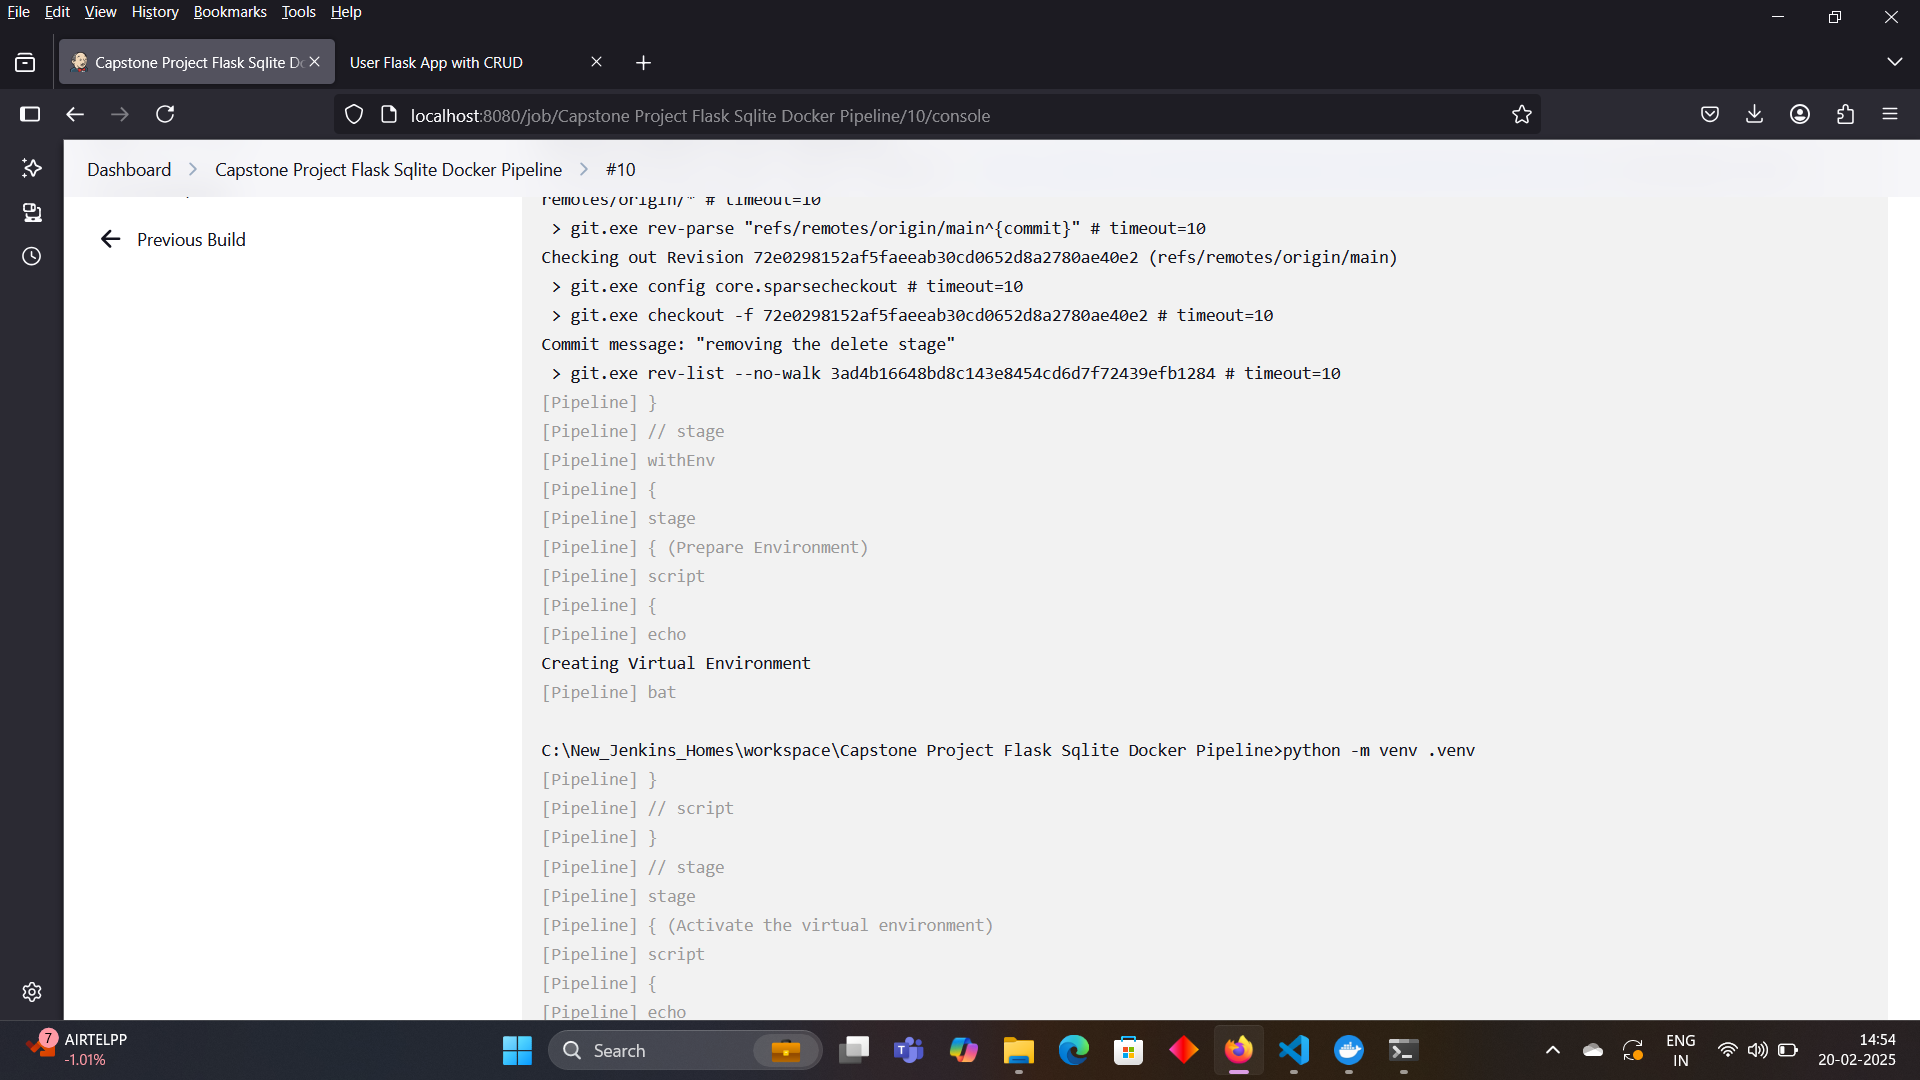 File Edit View History Bookmarks Tools Help
Capstone Project Flask Sqlite Do
User Flask App with CRUD
localhost:8080/job/Capstone Project Flask Sqlite Docker Pipeline/10/console
Dashboard
Capstone Project Flask Sqlite Docker Pipeline
#10
Previous Build
remotes/origin/* # timeout=10
> git.exe rev-parse "refs/remotes/origin/main^{commit}" # timeout=10
Checking out Revision 72e0298152af5faeeab30cd0652d8a2780ae40e2 (refs/remotes/origin/main)
> git.exe config core.sparsecheckout # timeout=10
> git.exe checkout -f 72e0298152af5faeeab30cd0652d8a2780ae40e2 # timeout=10
Commit message: "removing the delete stage"
> git.exe rev-list --no-walk 3ad4b16648bd8c143e8454cd6d7f72439efb1284 # timeout=10
[Pipeline] }
[Pipeline] // stage
[Pipeline] withEnv
[Pipeline] {
[Pipeline] stage
[Pipeline] { (Prepare Environment)
[Pipeline] script
[Pipeline] {
[Pipeline] echo
Creating Virtual Environment
[Pipeline] bat
C:\New_Jenkins_Homes\workspace\Capstone Project Flask Sqlite Docker Pipeline>python -m venv .venv
[Pipeline] }
[Pipeline] // script
[Pipeline] }
[Pipeline] // stage
[Pipeline] stage
[Pipeline] { (Activate the virtual environment)
[Pipeline] script
[Pipeline] {
[Pipeline] echo
7
AIRTELPP
-1.01%
Search
ENG
IN
14:54
20-02-2025